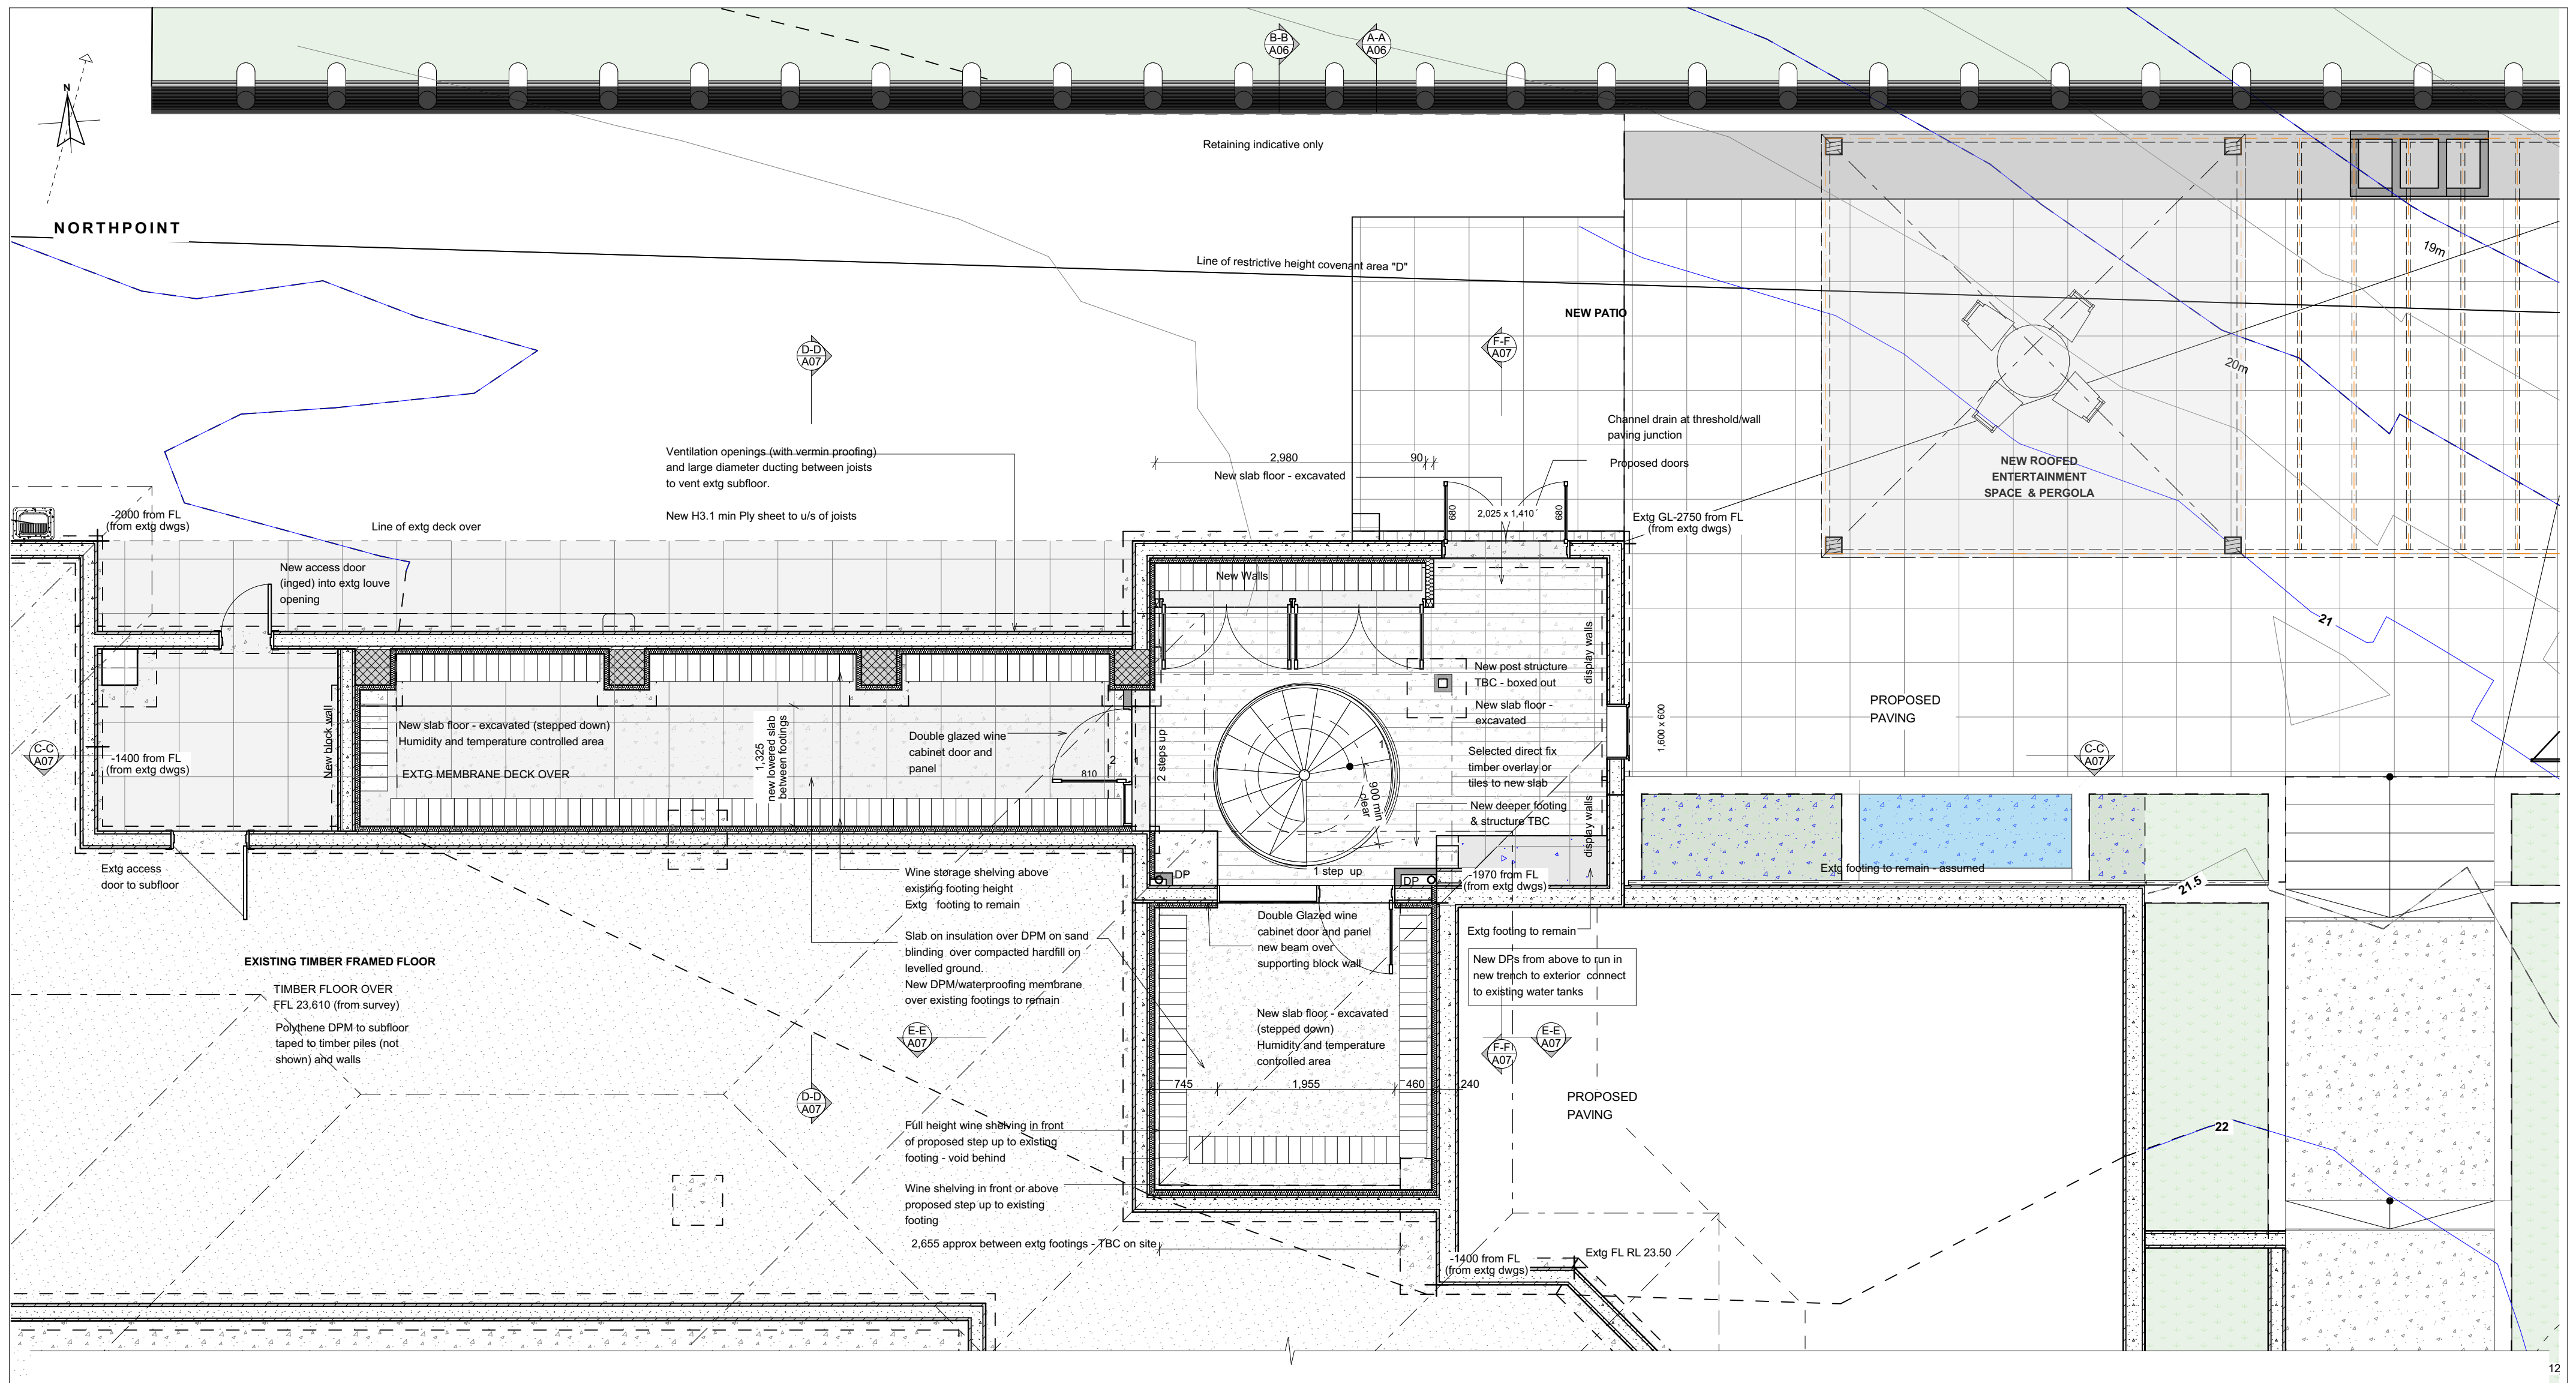 B-B
A06
A-A
A06
N
Retaining indicative only
NORTHPOINT
Line of restrictive height covenant area "D"
19m
NEW PATIO
D-D
A07
F-F
A07
20m
Channel drain at threshold/wall
paving junction
Proposed doors
Ventilation openings (with vermin proofing)
and large diameter ducting between joists
to vent extg subfloor.
New H3.1 min Ply sheet to u/s of joists
2,980
90
New slab floor - excavated
NEW ROOFED
ENTERTAINMENT
SPACE & PERGOLA
-2000 from FL
(from extg dwgs)
Line of extg deck over
680
2,025 x 1,410
680
Extg GL-2750 from FL
(from extg dwgs)
New access door
(inged) into extg louve
opening
New Walls
21
display walls
New post structure
TBC - boxed out
New slab floor -
excavated
PROPOSED
PAVING
New block wall
New slab floor - excavated (stepped down)
Humidity and temperature controlled area
EXTG MEMBRANE DECK OVER
1,325
new lowered slab
between footings
Double glazed wine
cabinet door and
panel
810
2
1
2 steps up
1
900 min
clear
Selected direct fix
timber overlay or
tiles to new slab
1,600 x 600
C-C
A07
-1400 from FL
(from extg dwgs)
C-C
A07
New deeper footing
& structure TBC
display walls
Extg access
door to subfloor
Wine storage shelving above
existing footing height
Extg footing to remain
DP
1 step up
DP
-1970 from FL
(from extg dwgs)
Extg footing to remain - assumed
21.5
Slab on insulation over DPM on sand
blinding over compacted hardfill on
levelled ground.
New DPM/waterproofing membrane
over existing footings to remain
Double Glazed wine
cabinet door and panel
new beam over
supporting block wall
Extg footing to remain
New DPs from above to run in
new trench to exterior connect
to existing water tanks
EXISTING TIMBER FRAMED FLOOR
TIMBER FLOOR OVER
FFL 23.610 (from survey)
Polythene DPM to subfloor
taped to timber piles (not
shown) and walls
E-E
A07
New slab floor - excavated
(stepped down)
Humidity and temperature
controlled area
F-F
A07
E-E
A07
745
1,955
460
240
D-D
A07
PROPOSED
PAVING
22
Full height wine shelving in front
of proposed step up to existing
footing - void behind
Wine shelving in front or above
proposed step up to existing
footing
2,655 approx between extg footings - TBC on site
-1400 from FL
(from extg dwgs)
Extg FL RL 23.50
12